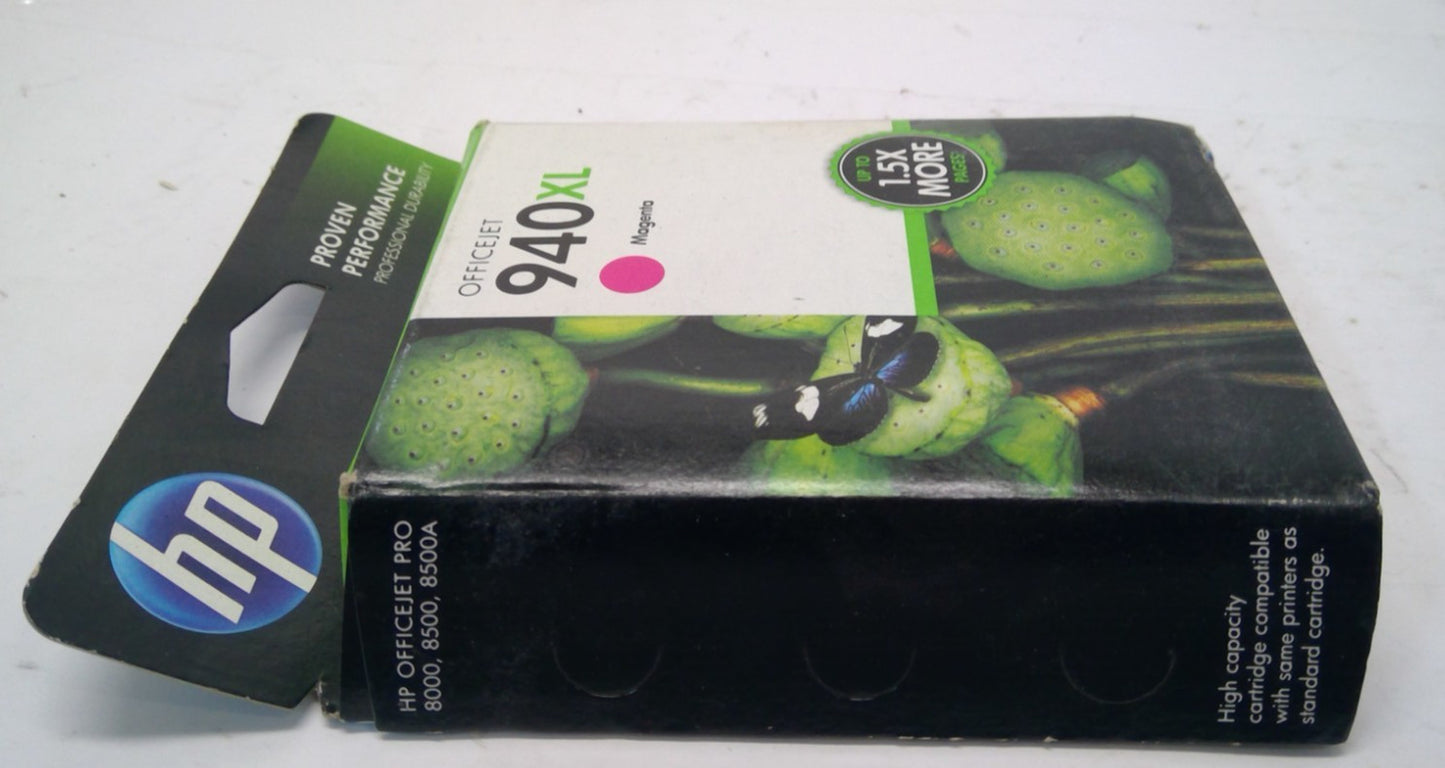 hp
PROVEN
PERFORMANCE
PROFESSIONAL DURABILITY
OFFICEJET
940XL
Magenta
UP TO
1.5X
MORE
PAGES!
HP OFFICEJET PRO
8000, 8500, 8500A
High capacity
cartridge compatible
with same printers as
standard cartridge.